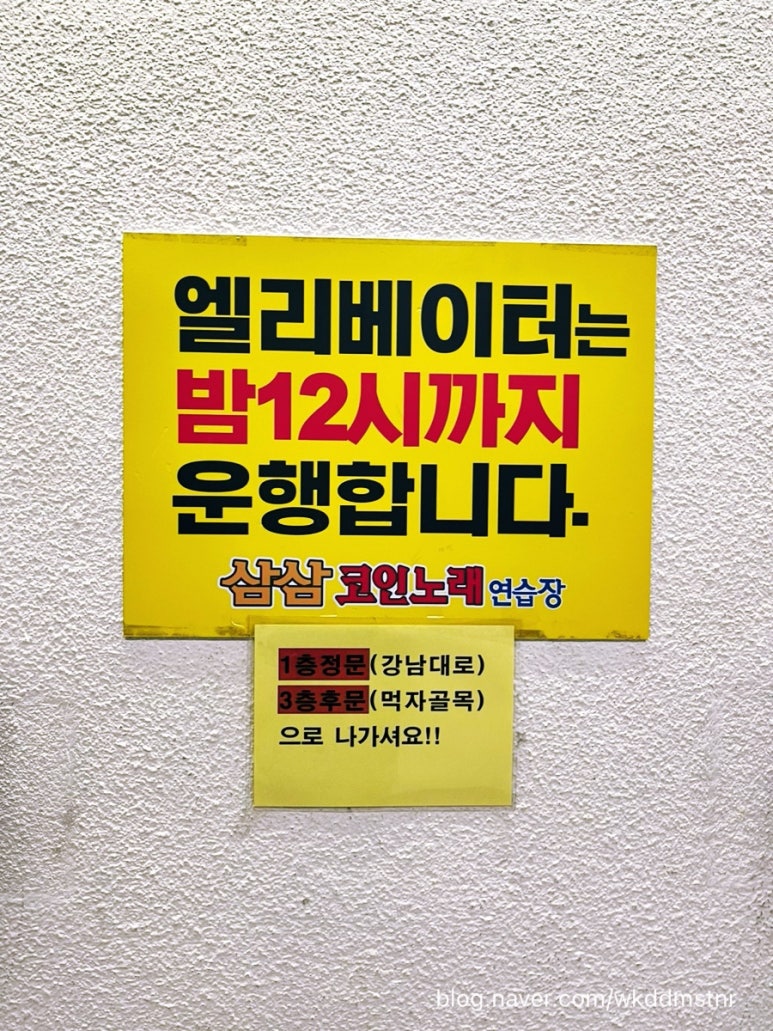 엘리베이터는
밤12시까지
운행합니다.
삼삼 코인노래 연습장
1층정문(강남대로)
3층후문(먹자골목)
으로 나가셔요!!
blog.naver.com/wkddmstnr